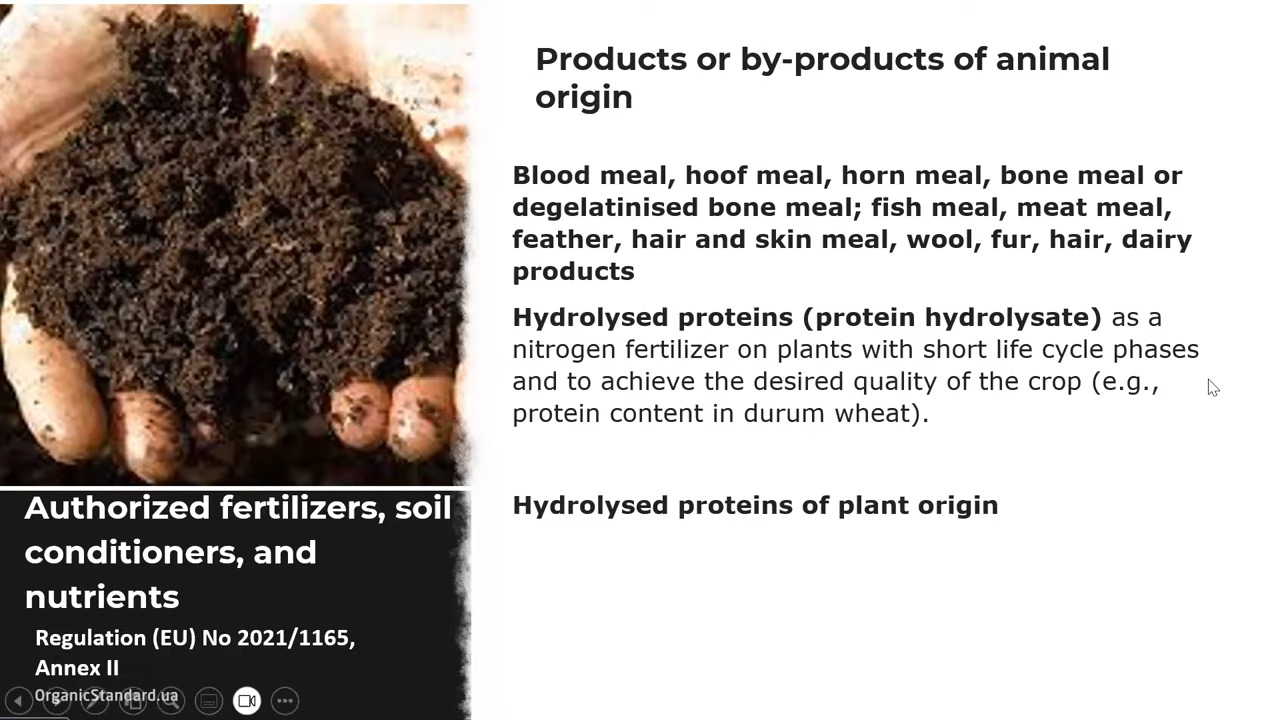 Products or by-products of animal
origin
Blood meal, hoof meal, horn meal, bone meal or
degelatinised bone meal; fish meal, meat meal,
feather, hair and skin meal, wool, fur, hair, dairy
products
Hydrolysed proteins (protein hydrolysate) as a
nitrogen fertilizer on plants with short life cycle phases
and to achieve the desired quality of the crop (e.g.,
protein content in durum wheat).
Hydrolysed proteins of plant origin
Authorized fertilizers, soil
conditioners, and
nutrients
Regulation (EU) No 2021/1165,
Annex II
OrganicStandard.ua